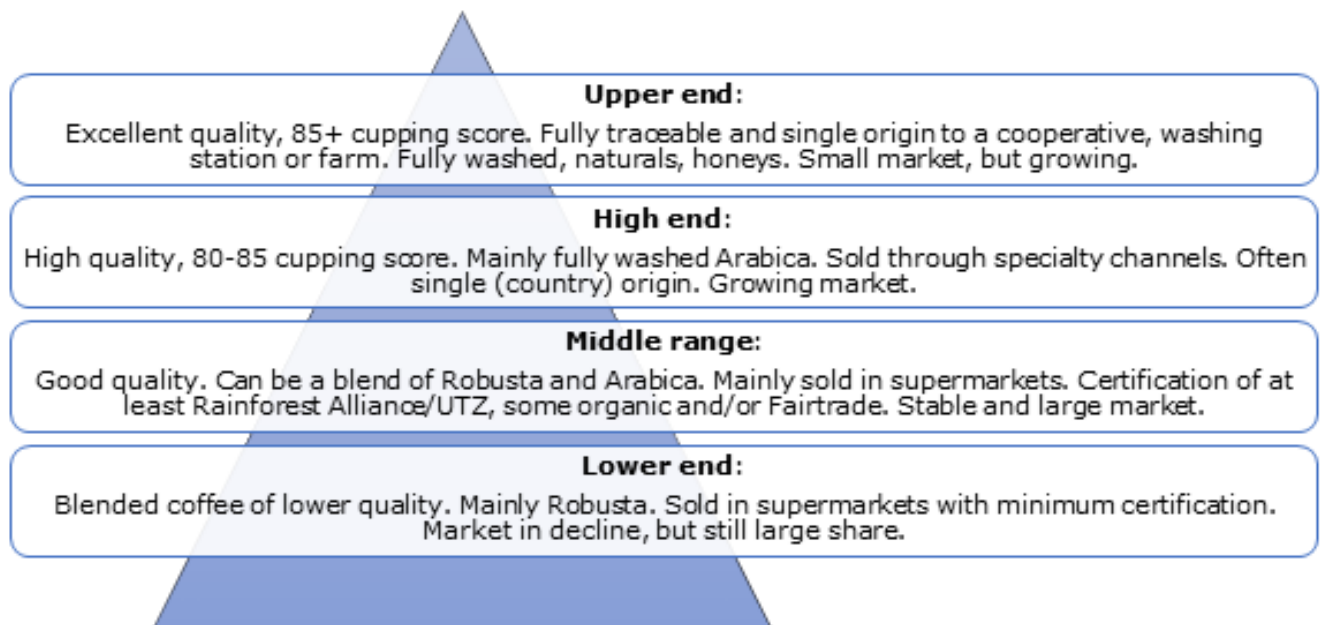 Upper end:
Excellent quality, 85+ cupping score. Fully traceable and single origin to a cooperative, washing
station or farm. Fully washed, naturals, honeys. Small market, but growing.
High end:
High quality, 80-85 cupping score. Mainly fully washed Arabica. Sold through specialty channels. Often
single (country) origin. Growing market.
Middle range:
Good quality. Can be a blend of Robusta and Arabica. Mainly sold in supermarkets. Certification of at
least Rainforest Alliance/UTZ, some organic and/or Fairtrade. Stable and large market.
Lower end:
Blended coffee of lower quality. Mainly Robusta. Sold in supermarkets with minimum certification.
Market in decline, but still large share.